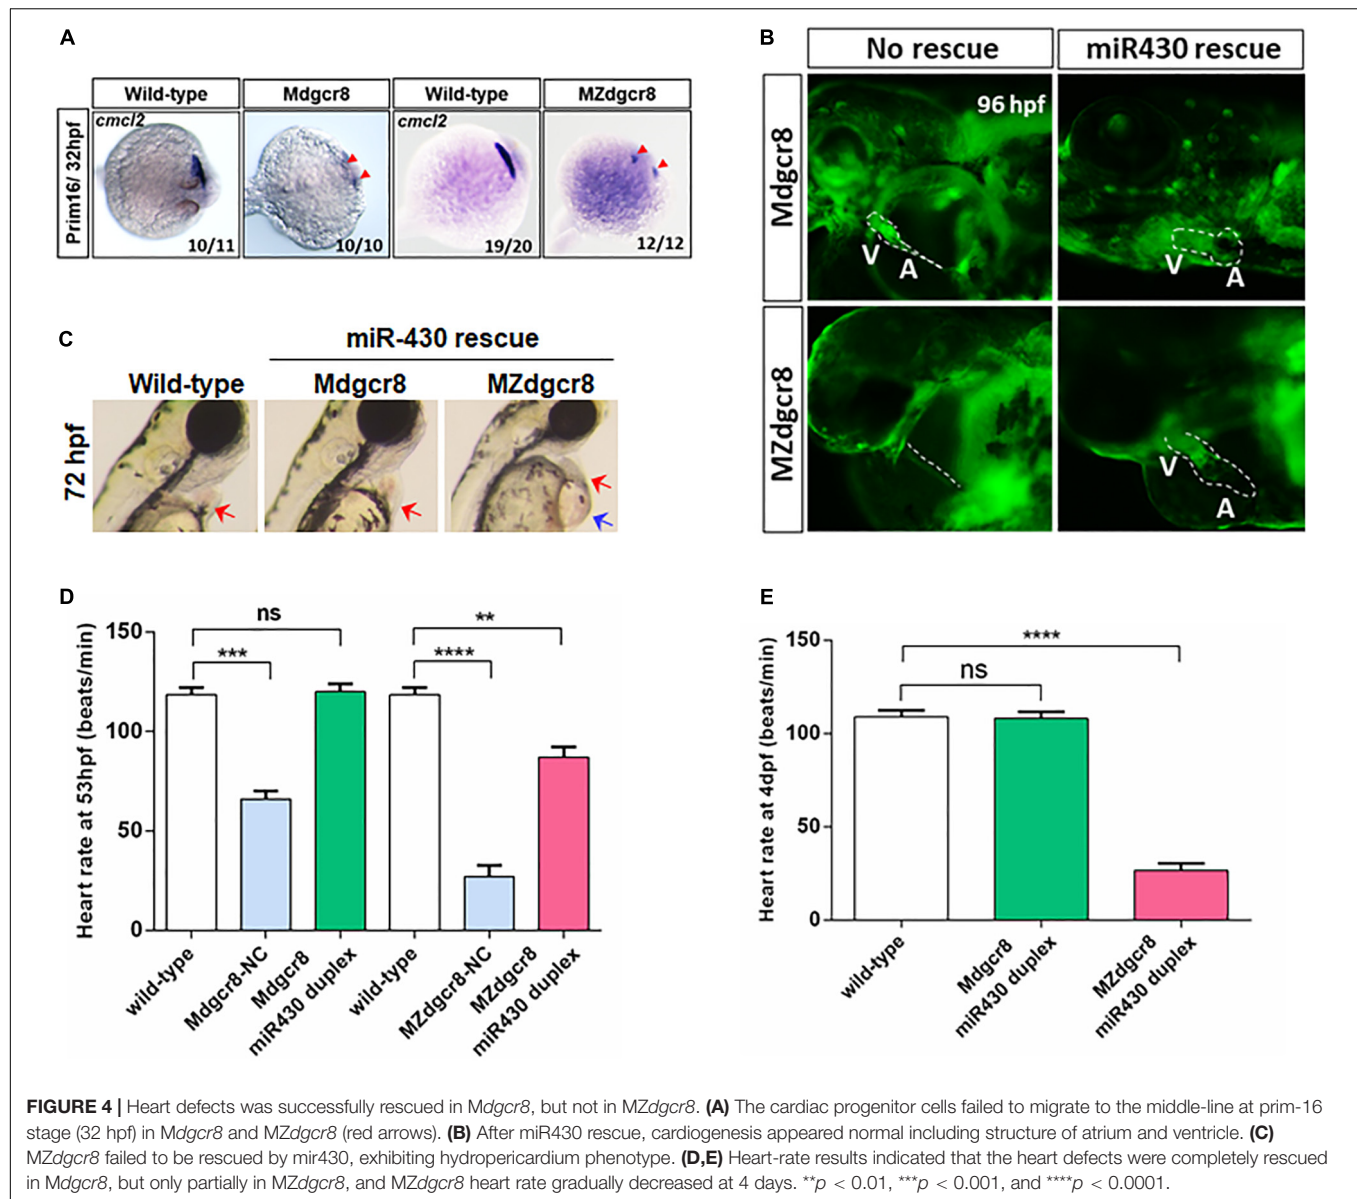 A
Wild-type
Mdgcr8
Wild-type
MZdgcr8
Prim16/ 32hpf
cmcl2
cmcl2
10/11
10/10
19/20
12/12
B
No rescue
miR430 rescue
Mdgcr8
96 hpf
V
A
V
A
MZdgcr8
V
A
C
miR-430 rescue
Wild-type
Mdgcr8
MZdgcr8
72 hpf
D
Heart rate at 53hpf (beats/min)
150
100
50
0
ns
***
**
****
wild-type
Mdgcr8-NC
Mdgcr8
miR430 duplex
wild-type
MZdgcr8-NC
MZdgcr8
miR430 duplex
E
Heart rate at 4dpf (beats/min)
150
100
50
0
****
ns
wild-type
Mdgcr8
miR430 duplex
MZdgcr8
miR430 duplex
FIGURE 4 | Heart defects was successfully rescued in Mdgcr8, but not in MZdgcr8. (A) The cardiac progenitor cells failed to migrate to the middle-line at prim-16
stage (32 hpf) in Mdgcr8 and MZdgcr8 (red arrows). (B) After miR430 rescue, cardiogenesis appeared normal including structure of atrium and ventricle. (C)
MZdgcr8 failed to be rescued by mir430, exhibiting hydropericardium phenotype. (D,E) Heart-rate results indicated that the heart defects were completely rescued
in Mdgcr8, but only partially in MZdgcr8, and MZdgcr8 heart rate gradually decreased at 4 days. **p < 0.01, ***p < 0.001, and ****p < 0.0001.